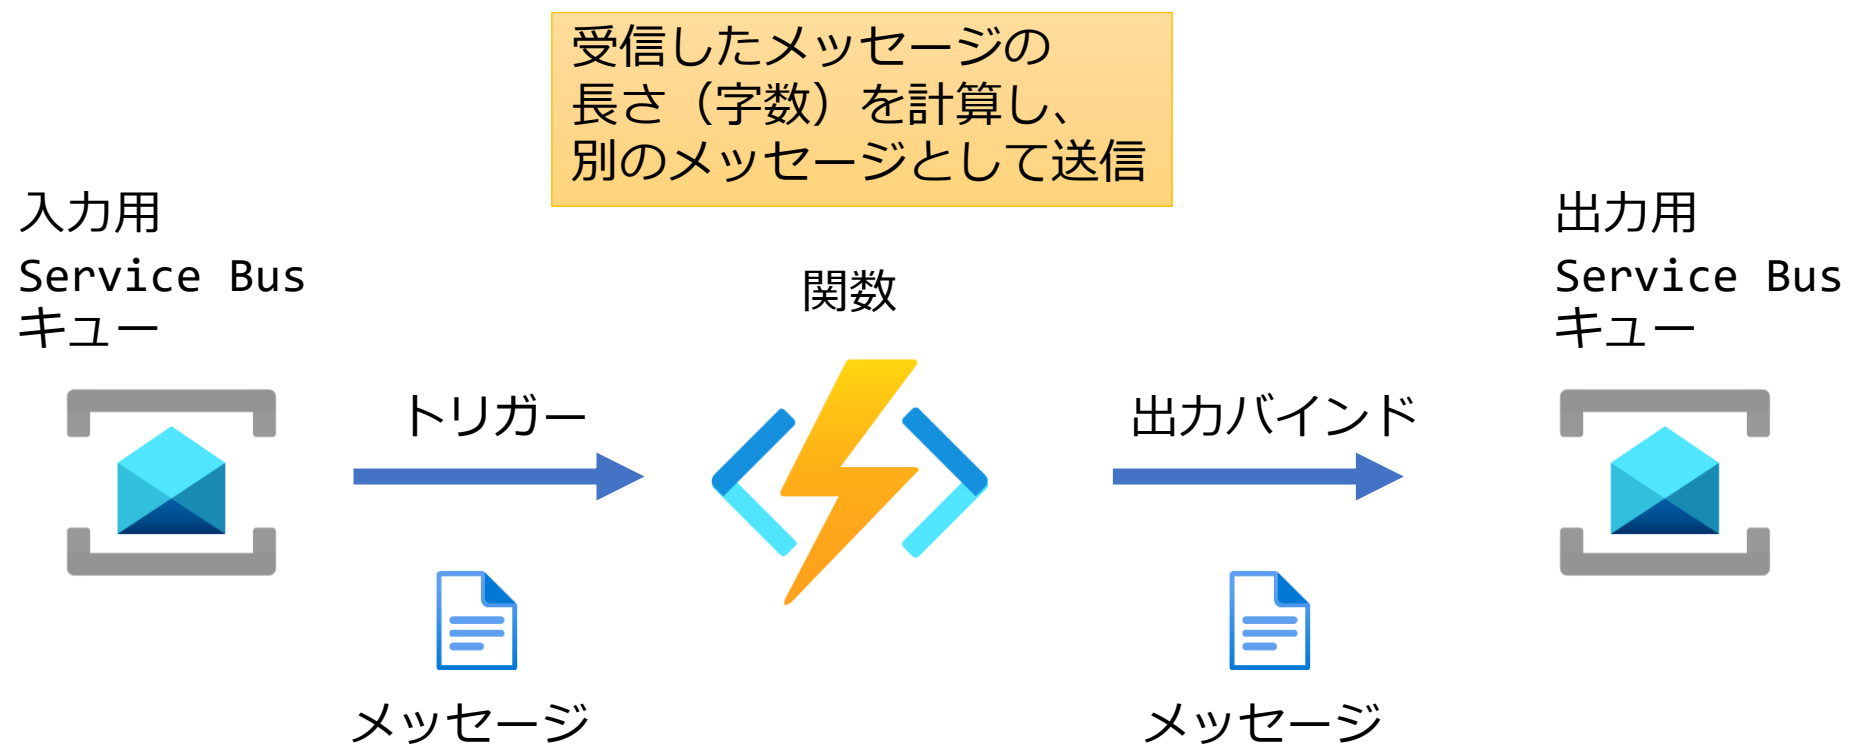 受信したメッセージの
長さ（字数）を計算し、
別のメッセージとして送信
入力用
Service Bus
キュー
関数
出力用
Service Bus
キュー
トリガー
出力バインド
メッセージ
メッセージ